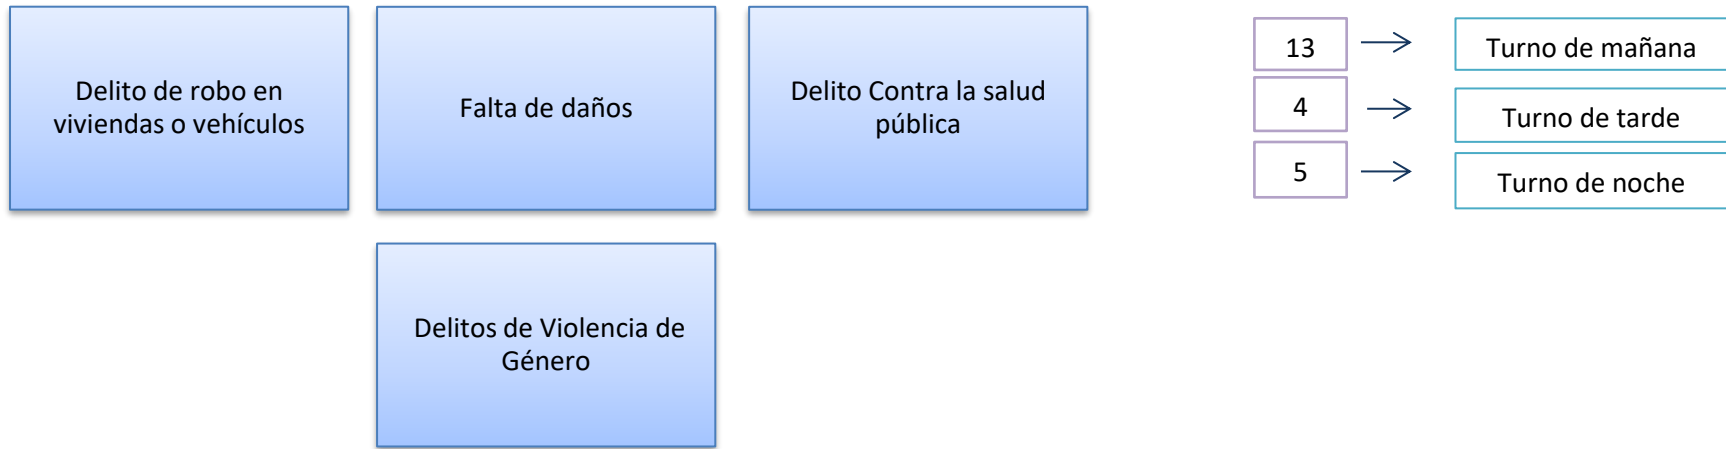 Delito de robo en
viviendas o vehículos
Falta de daños
Delito Contra la salud
pública
Delitos de Violencia de
Género
13
Turno de mañana
4
Turno de tarde
5
Turno de noche